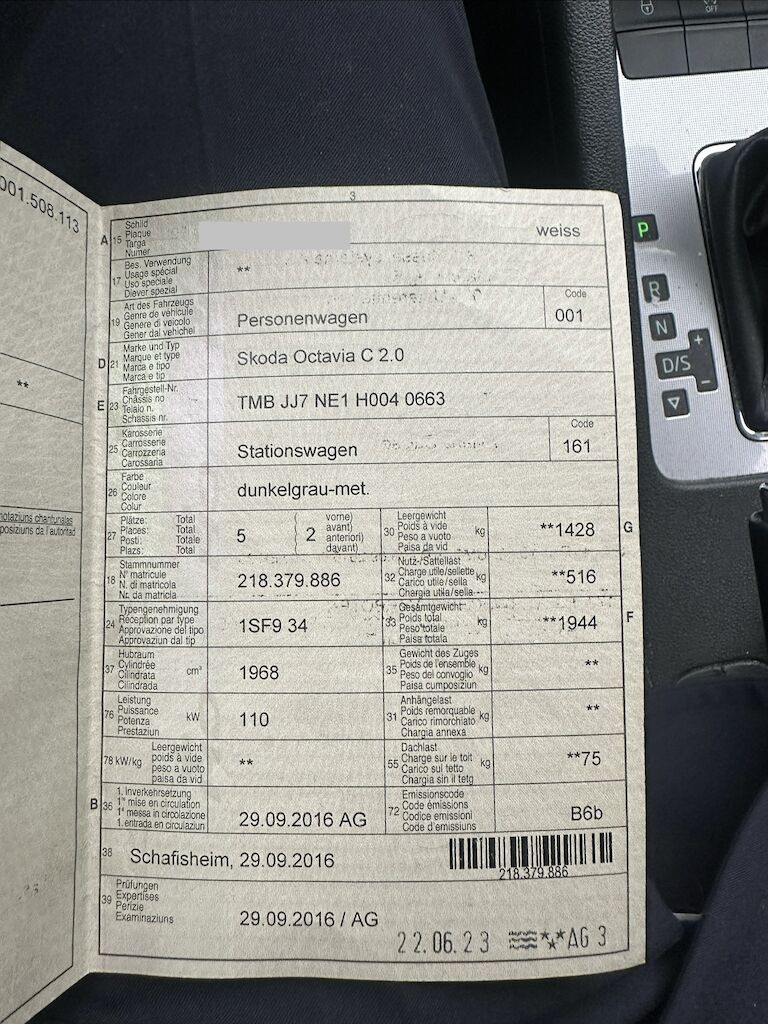 OFF
001.508.113
**
notaziuns chantunalas
posiziuns da l'autoritad
3
A 15 Schild
Plaque
Targa
Numer
weiss
17 Bes. Verwendung
Usage spécial
Uso speciale
Diever spezial
**
19 Art des Fahrzeugs
Genre de véhicule
Genere di veicolo
Gener dal vehichel
Personenwagen
Code
001
D 21 Marke und Typ
Marque et type
Marca e tipo
Marca e tip
Skoda Octavia C 2.0
E 23 Fahrgestell-Nr.
Châssis no
Telaio n.
Schassis nr.
TMB JJ7 NE1 H004 0663
25 Karosserie
Carrosserie
Carrozzeria
Carossaria
Stationswagen
Code
161
26 Farbe
Couleur
Colore
Colur
dunkelgrau-met.
27 Plätze: Total
Places: Total
Posti: Totale
Plazs: Total
5
( 2 vorne)
avant)
anteriori)
davant)
30 Leergewicht
Poids à vide
Peso a vuoto
Paisa da vid
kg
**1428
G
18 Stammnummer
N° matricule
N. di matricola
Nr. da matricla
218.379.886
32 Nutz-/Sattellast
Charge utile/sellette
Carico utile/sella
Chargia utila/sella
kg
**516
24 Typengenehmigung
Réception par type
Approvazione del tipo
Approvaziun dal tip
1SF9 34
33 Gesamtgewicht
Poids total
Peso totale
Paisa totala
kg
**1944
F
37 Hubraum
Cylindrée
Cilindrata
Cilindrada
cm³
1968
35 Gewicht des Zuges
Poids de l'ensemble
Peso del convoglio
Paisa cumposiziun
kg
**
76 Leistung
Puissance
Potenza
Prestaziun
kW
110
31 Anhängelast
Poids remorquable
Carico rimorchiato
Chargia annexa
kg
**
78 kW/kg Leergewicht
poids à vide
peso a vuoto
paisa da vid
**
55 Dachlast
Charge sur le toit
Carico sul tetto
Chargia sin il tetg
kg
**75
B 36 1. Inverkehrsetzung
1re mise en circulation
1a messa in circolazione
1. entrada en circulaziun
29.09.2016 AG
72 Emissionscode
Code émissions
Codice emissioni
Code d'emissiuns
B6b
38 Schafisheim, 29.09.2016
218.379.886
39 Prüfungen
Expertises
Perizie
Examinaziuns
29.09.2016 / AG
22.06.23 AG 3
P
R
N
D/S
+
−